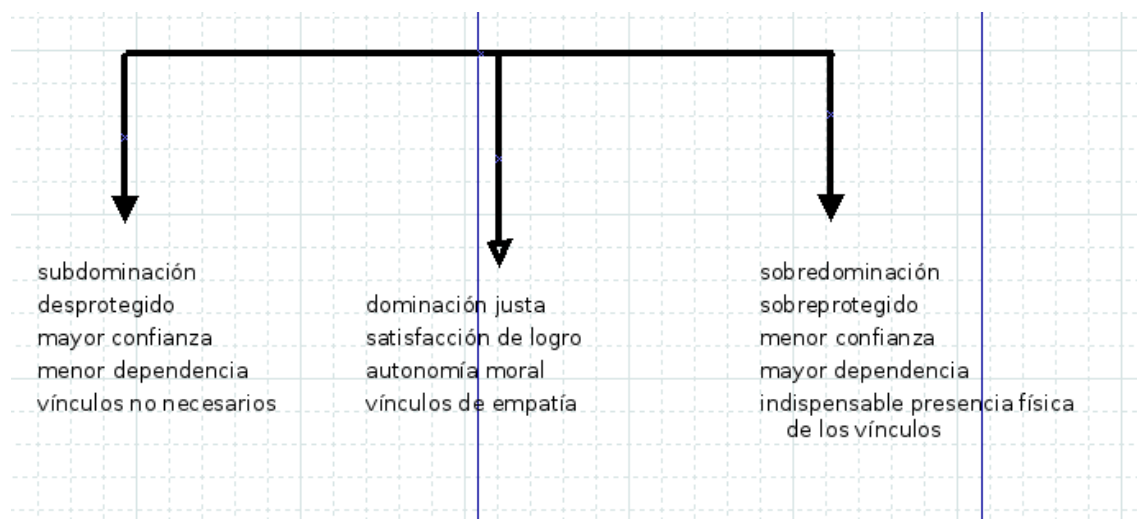 subdominación
desprotegido
mayor confianza
menor dependencia
vínculos no necesarios
dominación justa
satisfacción de logro
autonomía moral
vínculos de empatía
sobredominación
sobreprotegido
menor confianza
mayor dependencia
indispensable presencia física
de los vínculos